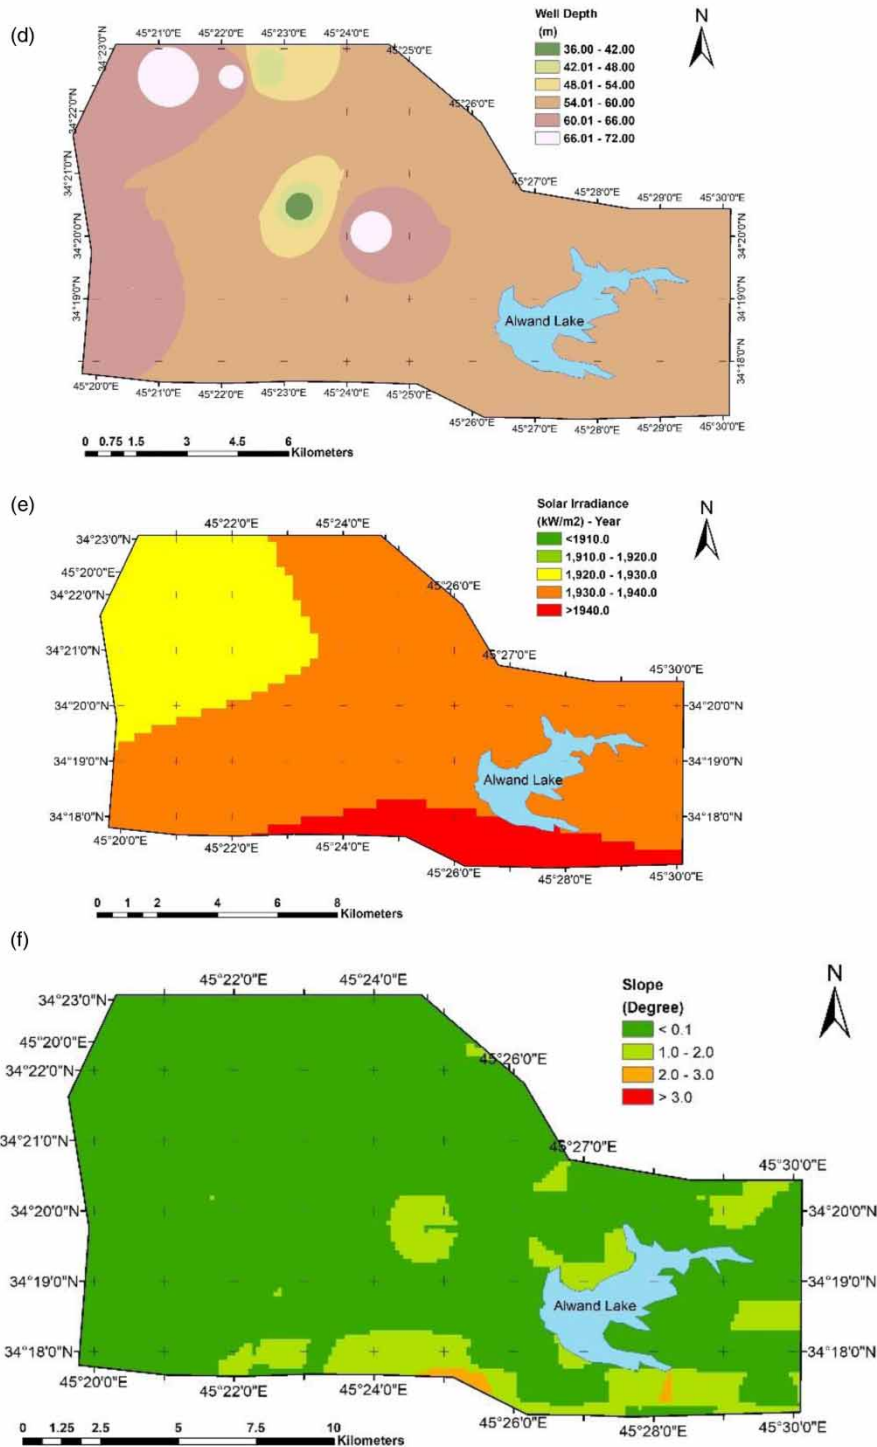 (d)
Well Depth
(m)
36.00 - 42.00
42.01 - 48.00
48.01 - 54.00
54.01 - 60.00
60.01 - 66.00
66.01 - 72.00
N
45°21'0"E 45°22'0"E 45°23'0"E 45°24'0"E
45°25'0"E
45°26'0"E
45°27'0"E
45°28'0"E 45°29'0"E 45°30'0"E
34°23'0"N
34°22'0"N
34°21'0"N
34°20'0"N
34°19'0"N
34°20'0"N
34°19'0"N
34°18'0"N
Alwand Lake
45°20'0"E 45°21'0"E 45°22'0"E 45°23'0"E 45°24'0"E 45°25'0"E
45°26'0"E 45°27'0"E 45°28'0"E 45°29'0"E 45°30'0"E
0 0.75 1.5 3 4.5 6
Kilometers
(e)
Solar Irradiance
(kW/m2) - Year
<1910.0
1,910.0 - 1,920.0
1,920.0 - 1,930.0
1,930.0 - 1,940.0
>1940.0
N
45°22'0"E 45°24'0"E
34°23'0"N
45°20'0"E
34°22'0"N
45°26'0"E
34°21'0"N
45°27'0"E
45°30'0"E
34°20'0"N 34°20'0"N
34°19'0"N 34°19'0"N
Alwand Lake
34°18'0"N 34°18'0"N
45°20'0"E 45°22'0"E 45°24'0"E
45°26'0"E 45°28'0"E 45°30'0"E
0 1 2 4 6 8
Kilometers
(f)
Slope
(Degree)
< 0.1
1.0 - 2.0
2.0 - 3.0
> 3.0
N
45°22'0"E 45°24'0"E
34°23'0"N
45°20'0"E
34°22'0"N
45°26'0"E
34°21'0"N
45°27'0"E
45°30'0"E
34°20'0"N 34°20'0"N
34°19'0"N 34°19'0"N
Alwand Lake
34°18'0"N 34°18'0"N
45°20'0"E 45°22'0"E 45°24'0"E
45°26'0"E 45°28'0"E 45°30'0"E
0 1.25 2.5 5 7.5 10
Kilometers